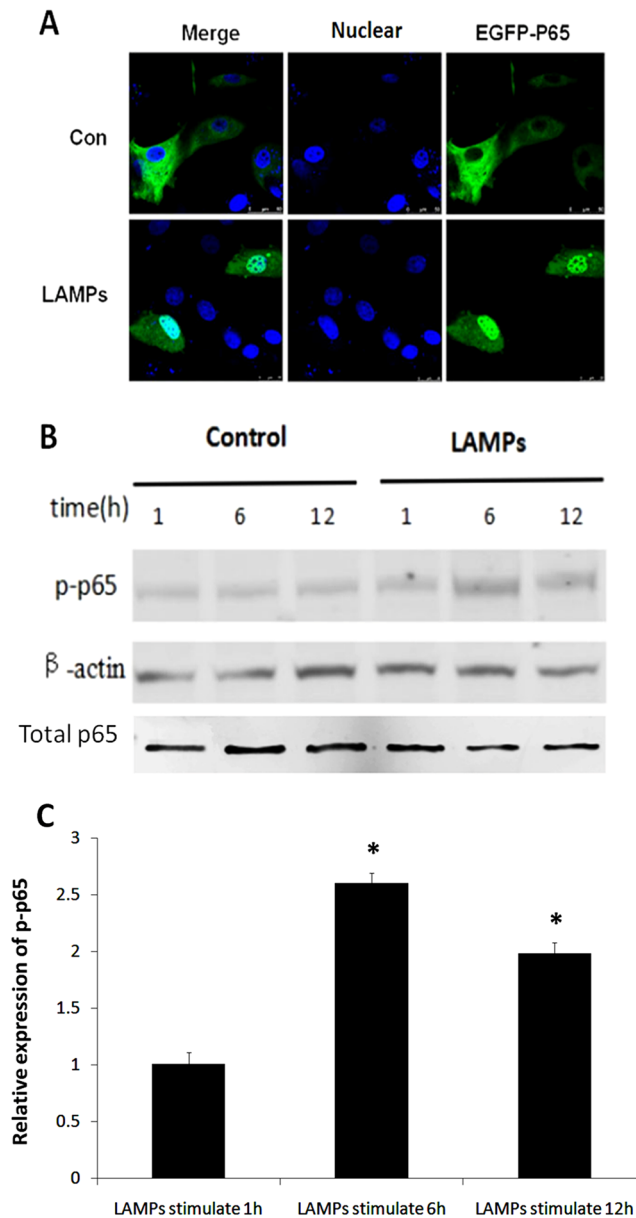 A
Merge Nuclear EGFP-P65
Con
LAMPs
B
Control LAMPs
time(h) 1 6 12 1 6 12
p-p65
β-actin
Total p65
C
Relative expression of p-p65
3
*
2.5
*
2
1.5
1
0.5
0
LAMPs stimulate 1h LAMPs stimulate 6h LAMPs stimulate 12h